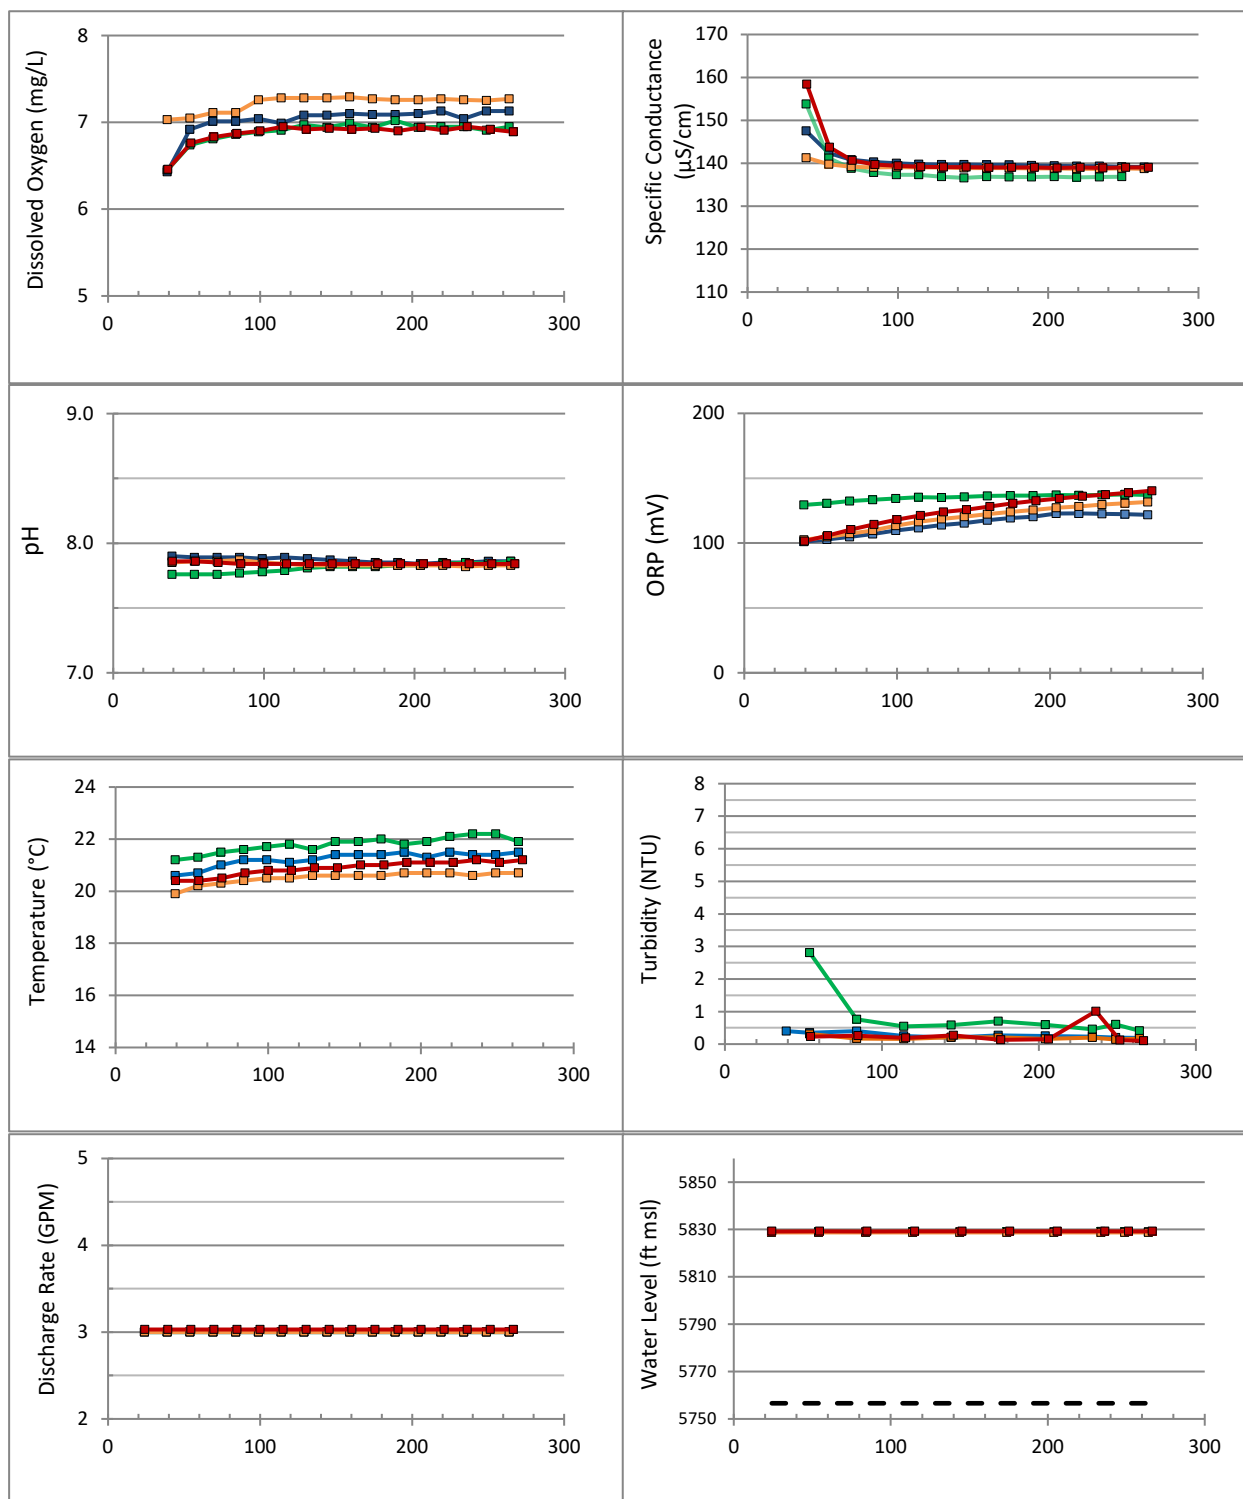 Dissolved Oxygen (mg/L)
8
7
6
5
0 100 200 300
Specific Conductance
(µS/cm)
170
160
150
140
130
120
110
0 100 200 300
pH
9.0
8.0
7.0
0 100 200 300
ORP (mV)
200
100
0
0 100 200 300
Temperature (°C)
24
22
20
18
16
14
0 100 200 300
Turbidity (NTU)
8
7
6
5
4
3
2
1
0
0 100 200 300
Discharge Rate (GPM)
5
4
3
2
0 100 200 300
Water Level (ft msl)
5850
5830
5810
5790
5770
5750
0 100 200 300